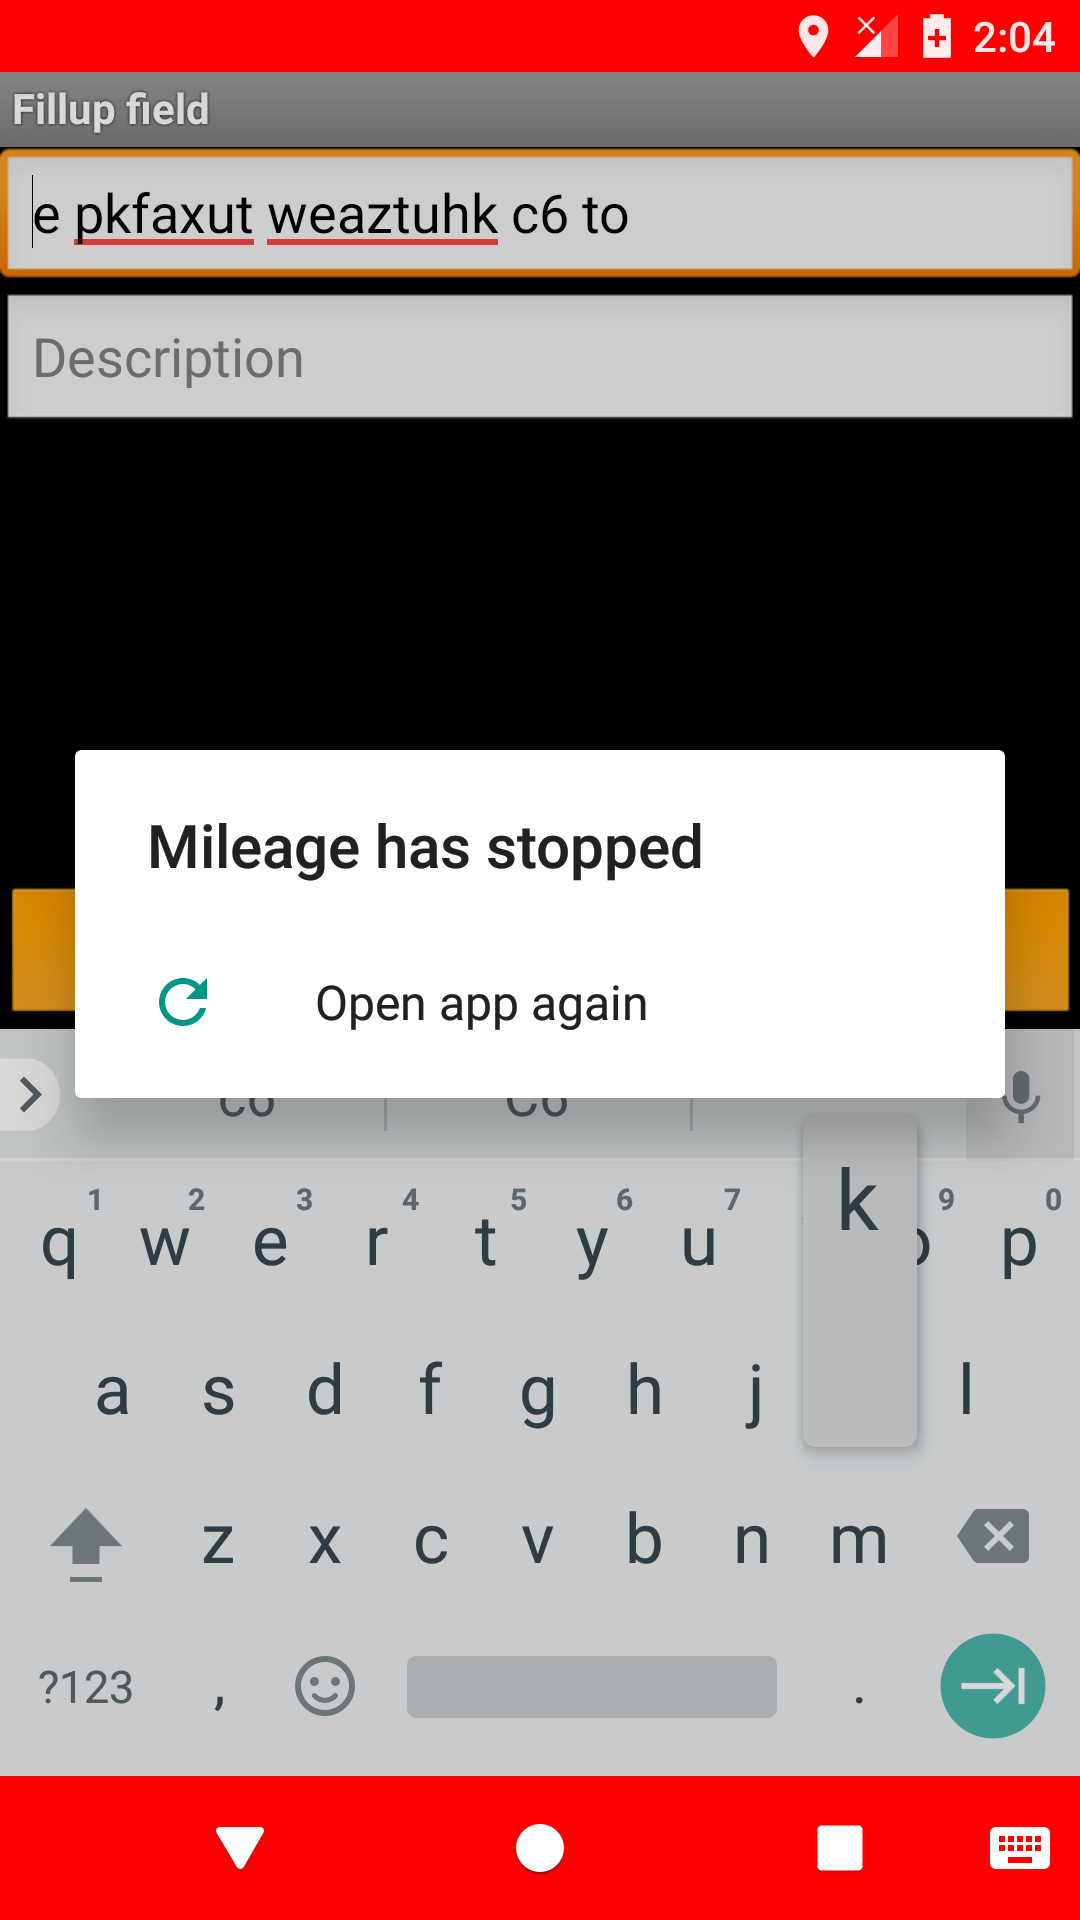 2:04
Fillup field
e pkfaxut weaztuhk c6 to
Description
Mileage has stopped
Open app again
c6 C6
1 2 3 4 5 6 7 9 0
q w e r t y u k o p
a s d f g h j l
z x c v b n m
?123 , .